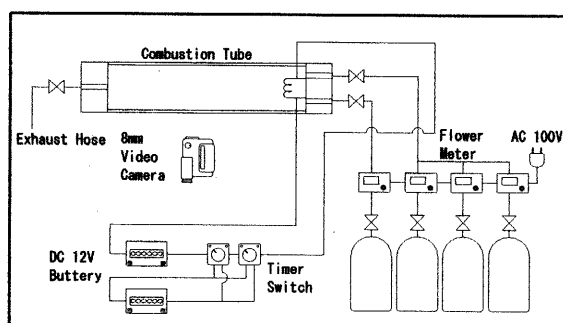 Combustion Tube
Exhaust Hose
8mm
Video
Camera
Flower
Meter
AC 100V
DC 12V
Buttery
Timer
Switch